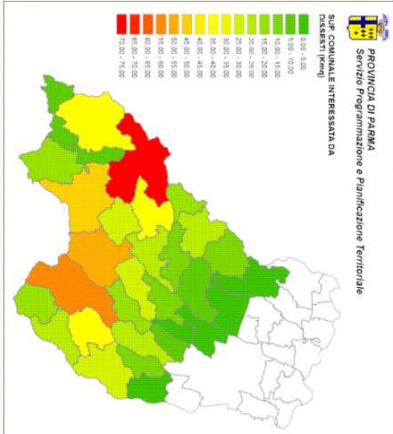 PROVINCIA DI PARMA
Servizio Programmazione e Pianificazione Territoriale
SUP. COMUNALE INTERESSATA DA
DISSESTI (Kmq)
0,00 - 5,00
5,00 - 10,00
10,00 - 15,00
15,00 - 20,00
20,00 - 25,00
25,00 - 30,00
30,00 - 35,00
35,00 - 40,00
40,00 - 45,00
45,00 - 50,00
50,00 - 55,00
55,00 - 60,00
60,00 - 65,00
65,00 - 70,00
70,00 - 75,00